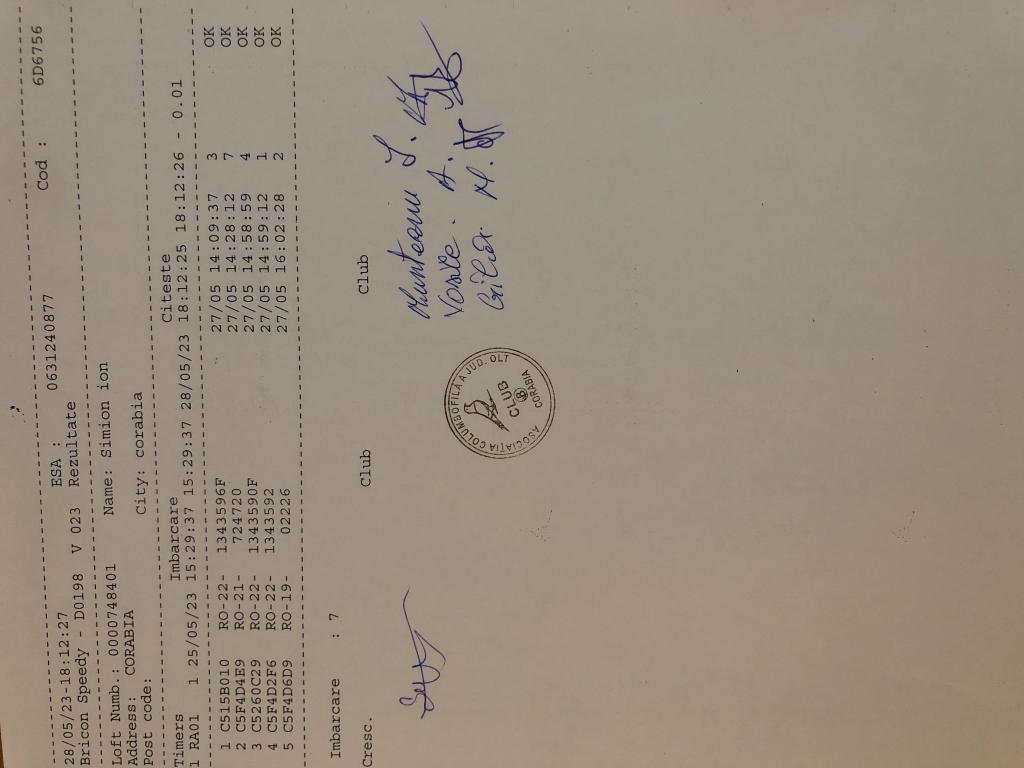 28/05/23-18:12:27 ESA : 0631240877 Cod : 6D6756
Bricon Speedy - D0198 V 023 Rezultate
Loft Numb.: 0000748401 Name: Simion ion
Address: CORABIA
Post code: City: corabia
Timers Imbarcare Citeste
1 RA01 1 25/05/23 15:29:37 15:29:37 28/05/23 18:12:25 18:12:26 - 0.01
1 C515B010 RO-22- 1343596F 27/05 14:09:37 3 OK
2 C5F4D4E9 RO-21- 724720 27/05 14:28:12 7 OK
3 C5260C29 RO-22- 1343590F 27/05 14:58:59 4 OK
4 C5F4D2F6 RO-22- 1343592 27/05 14:59:12 1 OK
5 C5F4D6D9 RO-19- 02226 27/05 16:02:28 2 OK
Imbarcare : 7
Cresc. Club Club
Munteanu I.
Vasile. A.
M.
ASOCIATIA COLUMBOFILA A JUD. OLT
CLUB
CORABIA